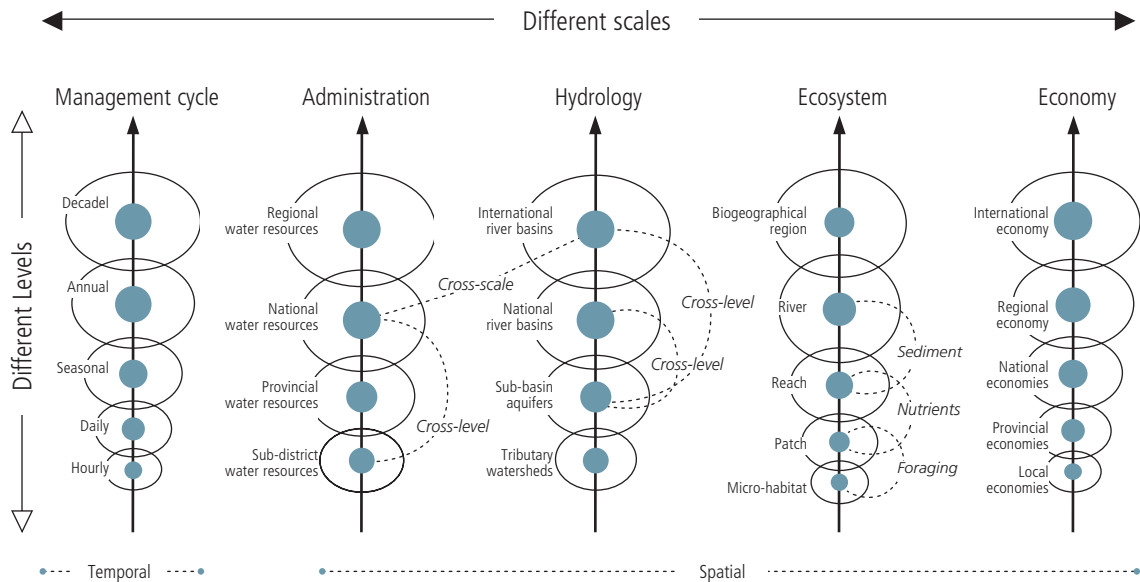 Different scales
Different Levels
Management cycle
Decadel
Annual
Seasonal
Daily
Hourly
Administration
Regional
water resources
National
water resources
Provincial
water resources
Sub-district
water resources
Cross-scale
Cross-level
Hydrology
International
river basins
National
river basins
Sub-basin
aquifers
Tributary
watersheds
Cross-level
Cross-level
Ecosystem
Biogeographical
region
River
Reach
Patch
Micro-habitat
Sediment
Nutrients
Foraging
Economy
International
economy
Regional
economy
National
economies
Provincial
economies
Local
economies
Temporal
Spatial